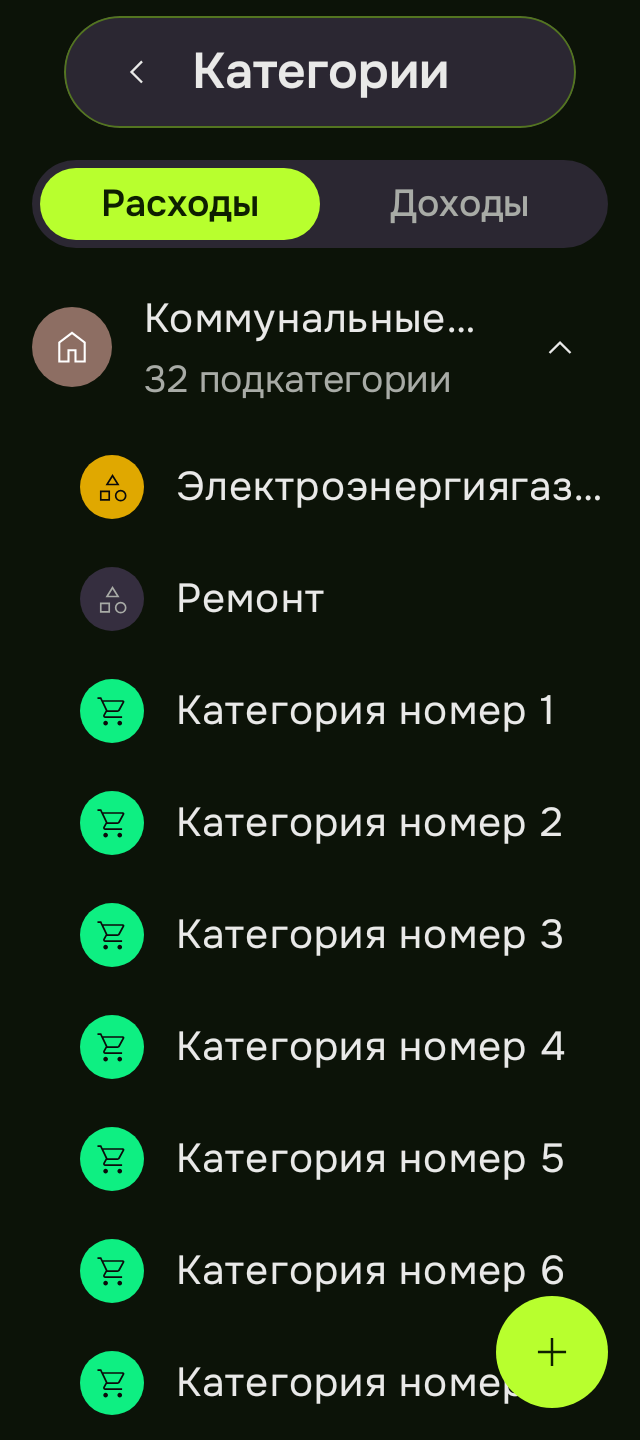 Категории
Расходы
Доходы
Коммунальные...
32 подкатегории
Электроэнергиягаз...
Ремонт
Категория номер 1
Категория номер 2
Категория номер 3
Категория номер 4
Категория номер 5
Категория номер 6
Категория номер